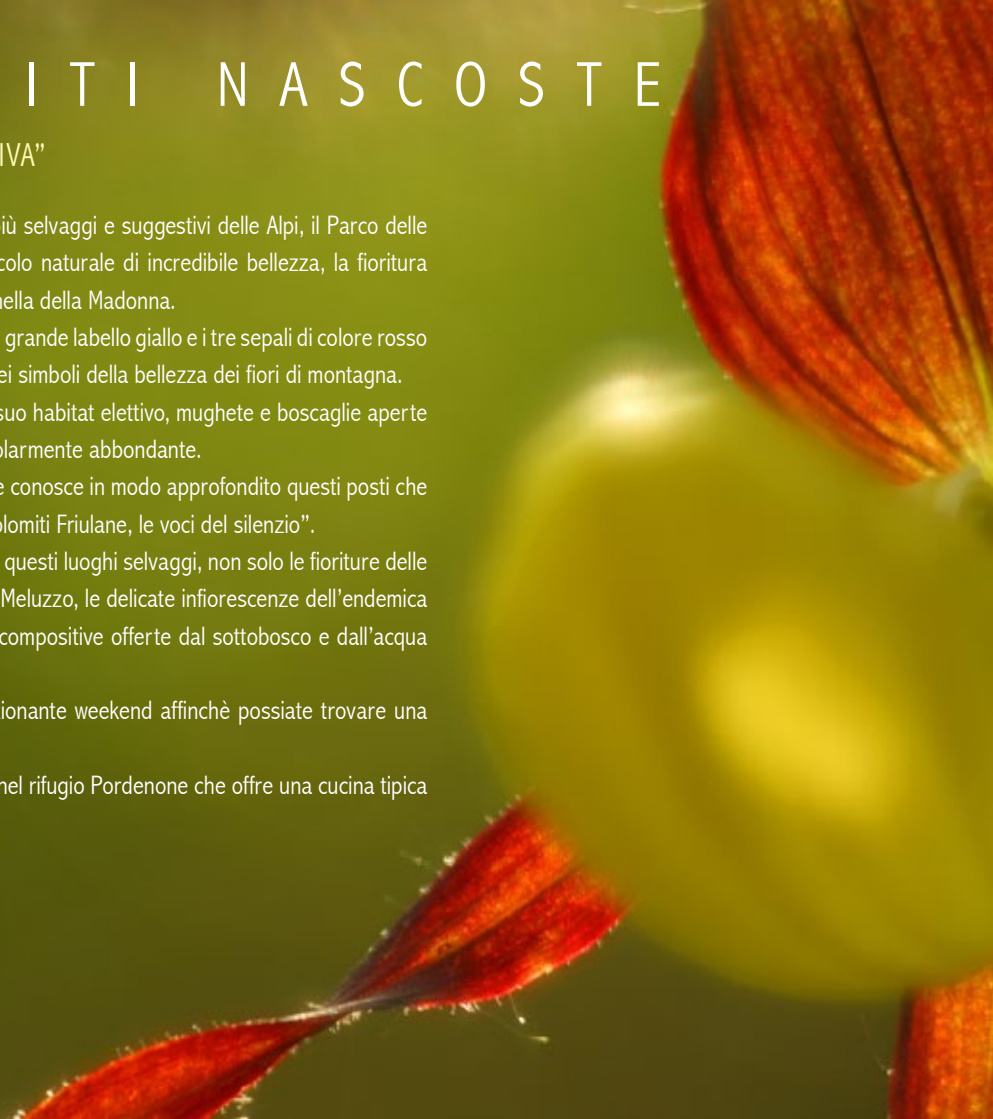 ITI NASCOSTE
IVA”
più selvaggi e suggestivi delle Alpi, il Parco delle
colo naturale di incredibile bellezza, la fioritura
nella della Madonna.
grande labello giallo e i tre sepali di colore rosso
ei simboli della bellezza dei fiori di montagna.
suo habitat elettivo, mughete e boscaglie aperte
olarmente abbondante.
e conosce in modo approfondito questi posti che
olomiti Friulane, le voci del silenzio”.
questi luoghi selvaggi, non solo le fioriture delle
Meluzzo, le delicate infiorescenze dell’endemica
compositive offerte dal sottobosco e dall’acqua
ionante weekend affinchè possiate trovare una
nel rifugio Pordenone che offre una cucina tipica